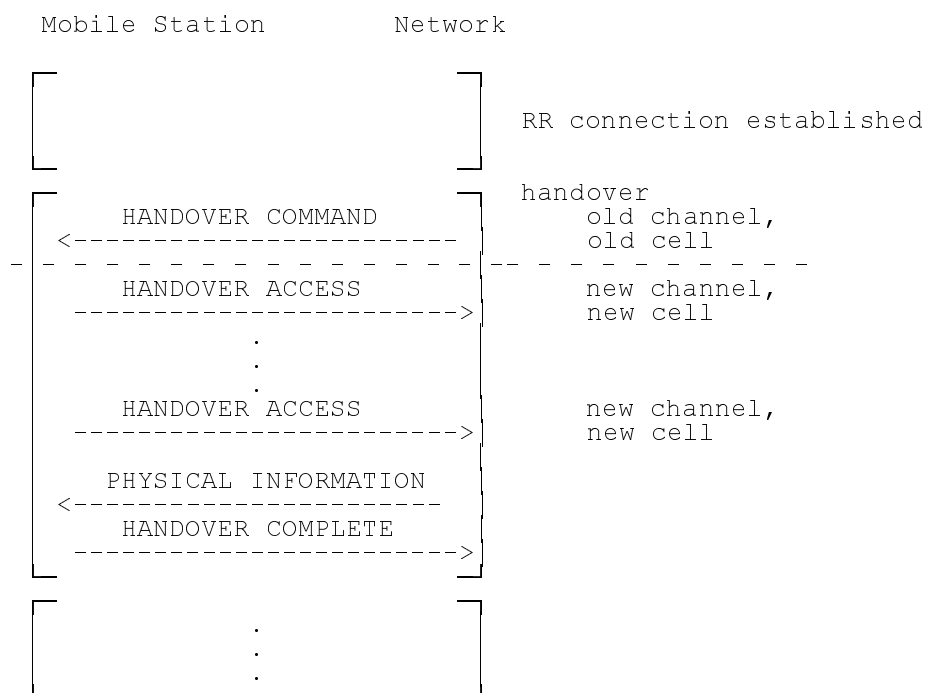 Mobile Station Network
RR connection established
handover
HANDOVER COMMAND old channel,
<------------------------ old cell
- - - - - - - - - - - - - - - -- - - - - - - - - -
HANDOVER ACCESS new channel,
------------------------> new cell
.
.
.
HANDOVER ACCESS new channel,
------------------------> new cell
PHYSICAL INFORMATION
<-----------------------
HANDOVER COMPLETE
------------------------>
.
.
.